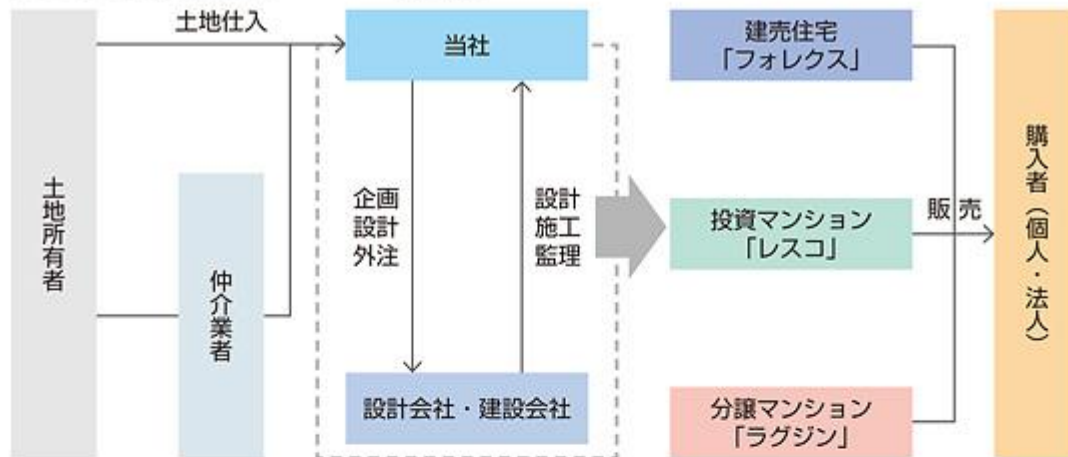 土地仕入
土地所有者
仲介業者
当社
企画
設計
外注
設計
施工
監理
設計会社・建設会社
建売住宅
「フォレクス」
投資マンション
「レスコ」
分譲マンション
「ラグジン」
販売
購入者（個人・法人）